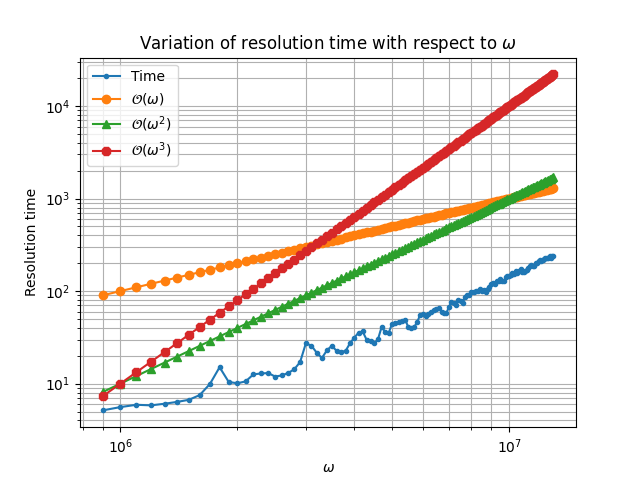 Variation of resolution time with respect to ω
Time
𝒪(ω)
𝒪(ω²)
𝒪(ω³)
Resolution time
10⁴
10³
10²
10¹
10⁶
10⁷
ω